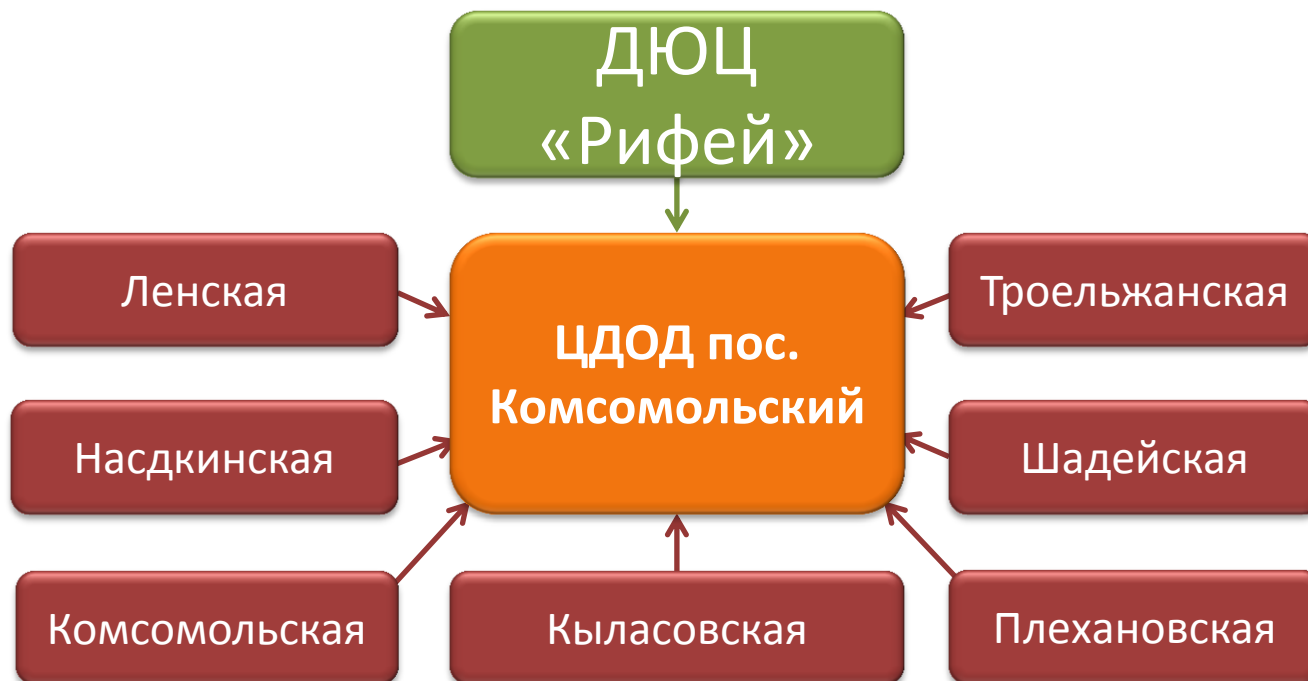 ДЮЦ
«Рифей»
Ленская
ЦДОД пос.
Комсомольский
Троельжанская
Насдкинская
Шадейская
Комсомольская
Кыласовская
Плехановская